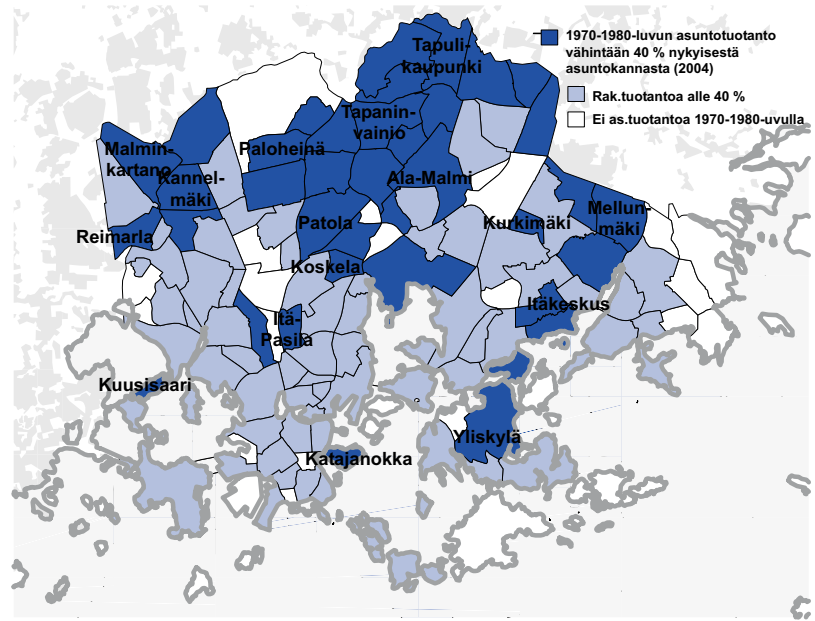 1970-1980-luvun asuntotuotanto
vähintään 40 % nykyisestä
asuntokannasta (2004)
Rak.tuotantoa alle 40 %
Ei as.tuotantoa 1970-1980-uvulla
Tapuli-
kaupunki
Tapanin-
vainio
Malmin-
kartano
Paloheinä
Kannel-
mäki
Ala-Malmi
Mellun-
mäki
Patola
Kurkimäki
Reimarla
Koskela
Itäkeskus
Itä-
Pasila
Kuusisaari
Yliskylä
Katajanokka